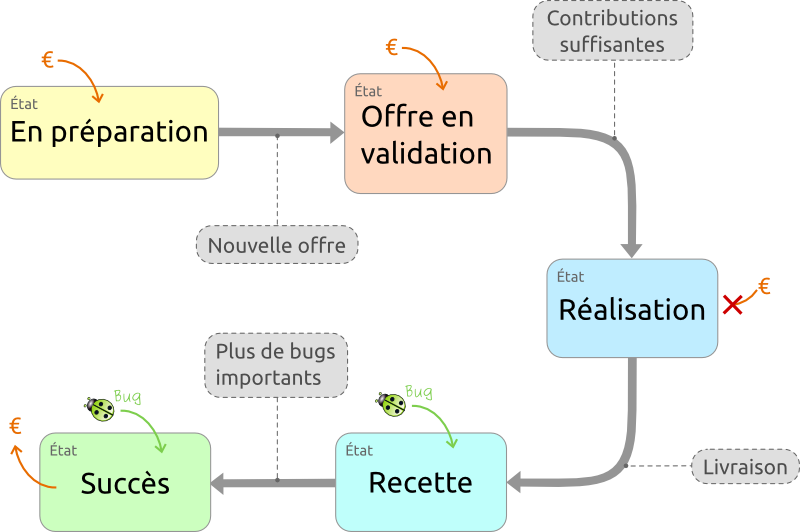 Contributions
suffisantes
€
€
État
En préparation
État
Offre en
validation
Nouvelle offre
État
Réalisation
€
Plus de bugs
importants
Bug
Bug
€
État
Succès
État
Recette
Livraison